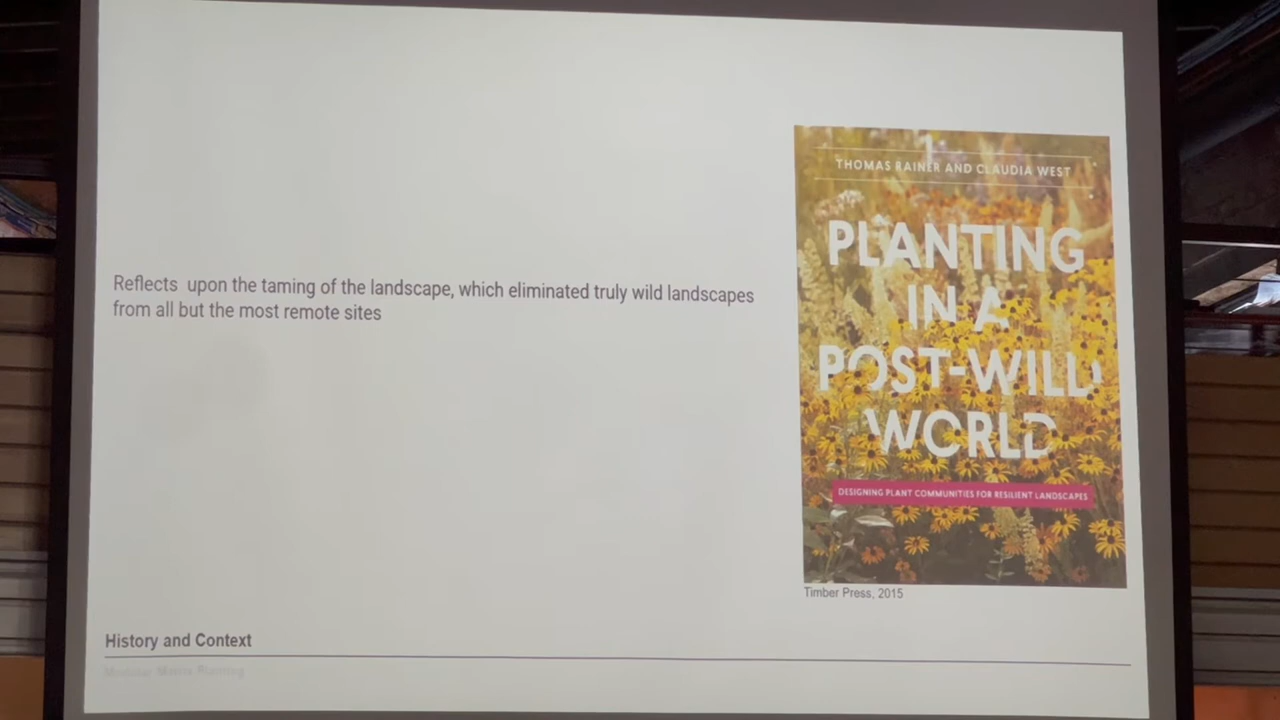 Reflects upon the taming of the landscape, which eliminated truly wild landscapes
from all but the most remote sites
THOMAS RAINER AND CLAUDIA WEST
PLANTING
IN A
POST-WILD
WORLD
DESIGNING PLANT COMMUNITIES FOR RESILIENT LANDSCAPES
Timber Press, 2015
History and Context